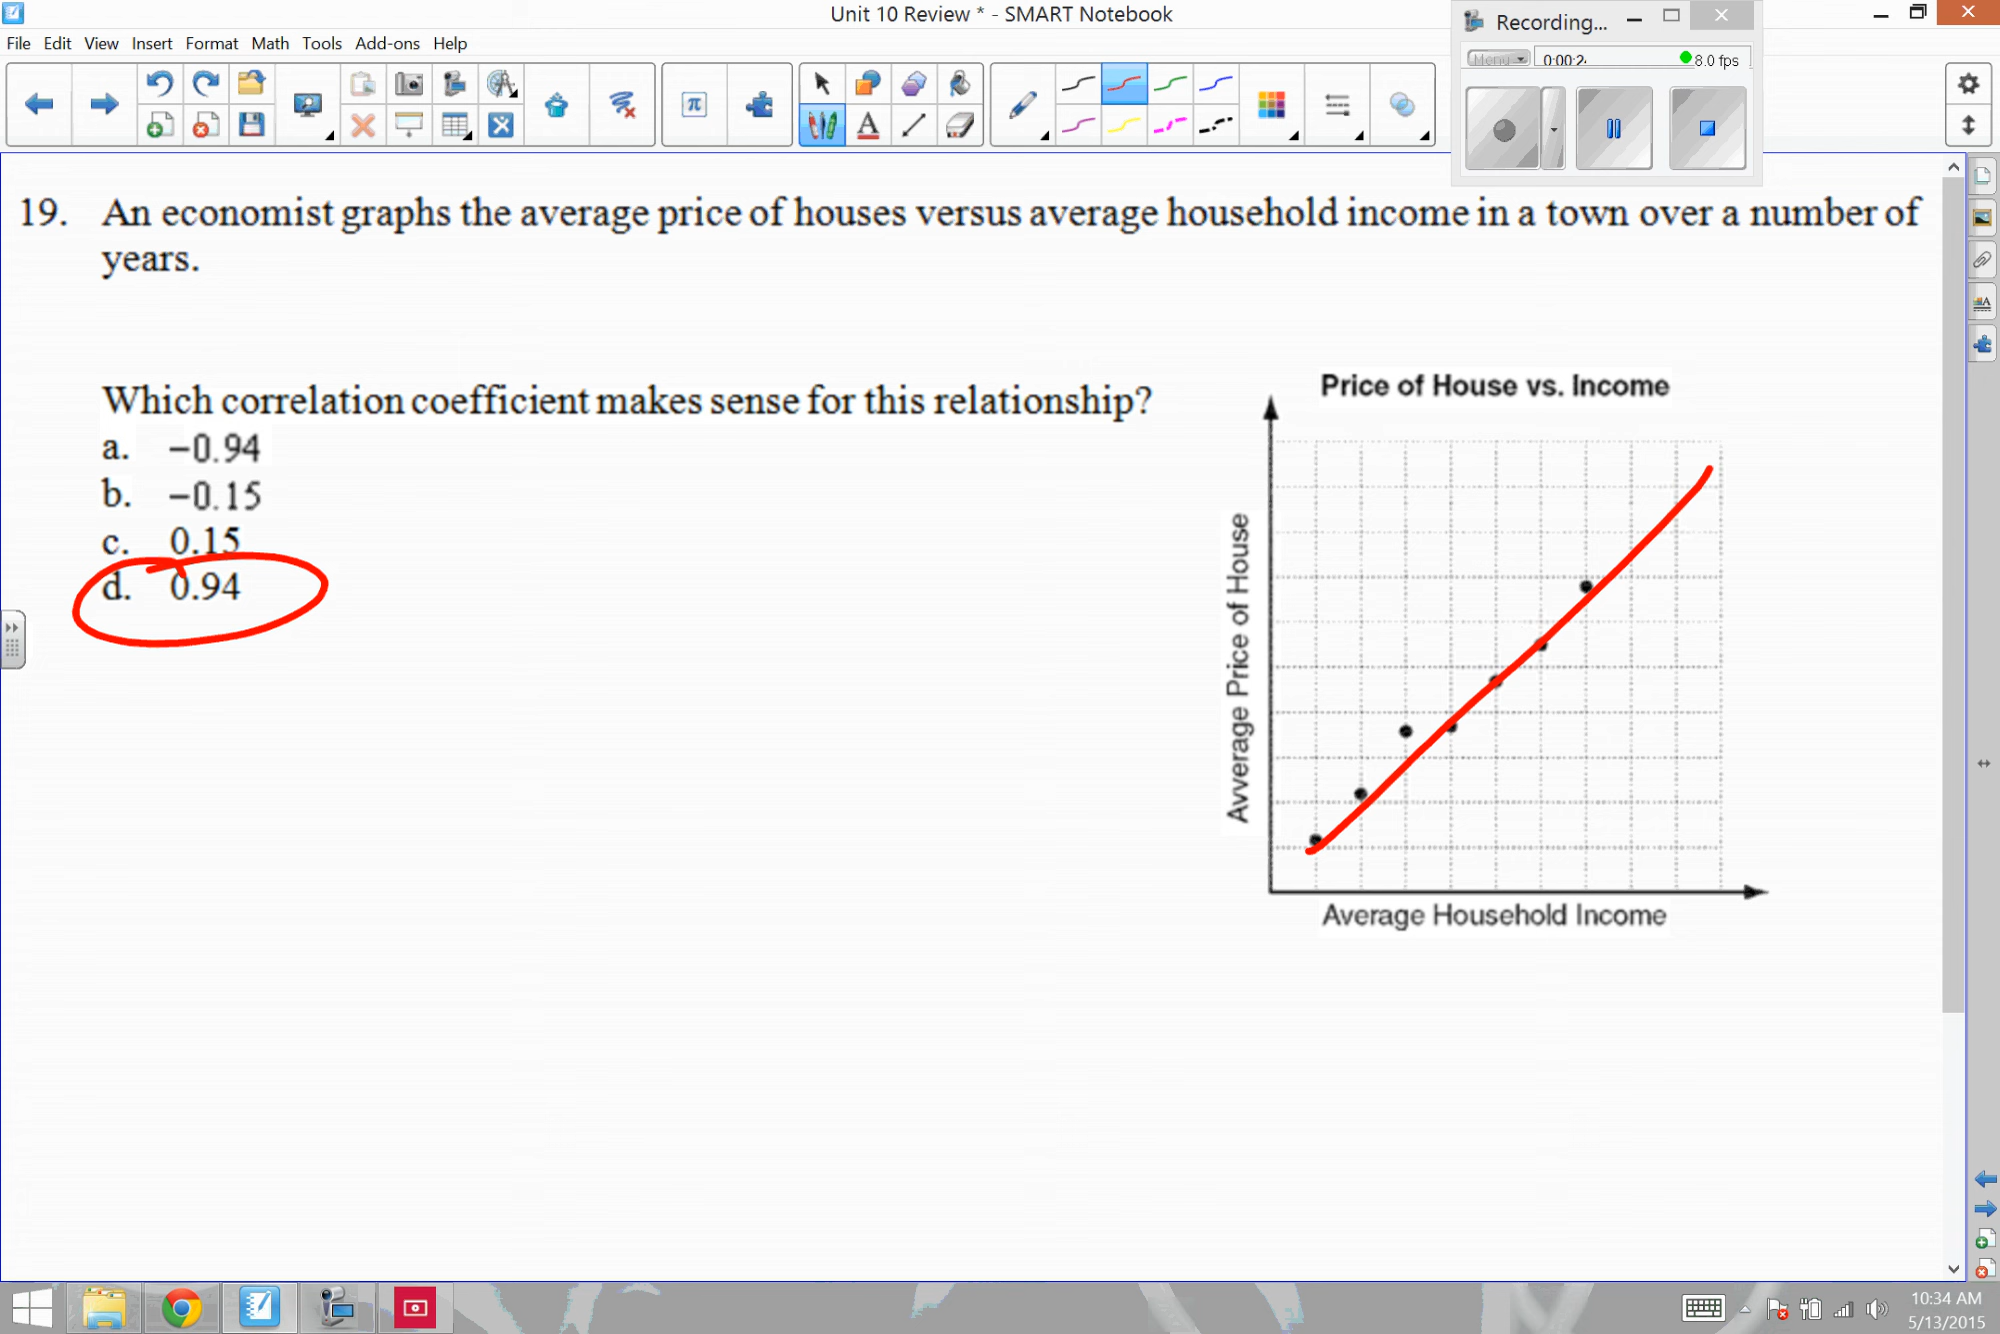 Unit 10 Review * - SMART Notebook
Recording...
File Edit View Insert Format Math Tools Add-ons Help
Menu
8.0 fps
π
A
19. An economist graphs the average price of houses versus average household income in a town over a number of
years.
Which correlation coefficient makes sense for this relationship?
a. −0.94
b. −0.15
c. 0.15
d. 0.94
Price of House vs. Income
Avverage Price of House
Average Household Income
10:34 AM
5/13/2015